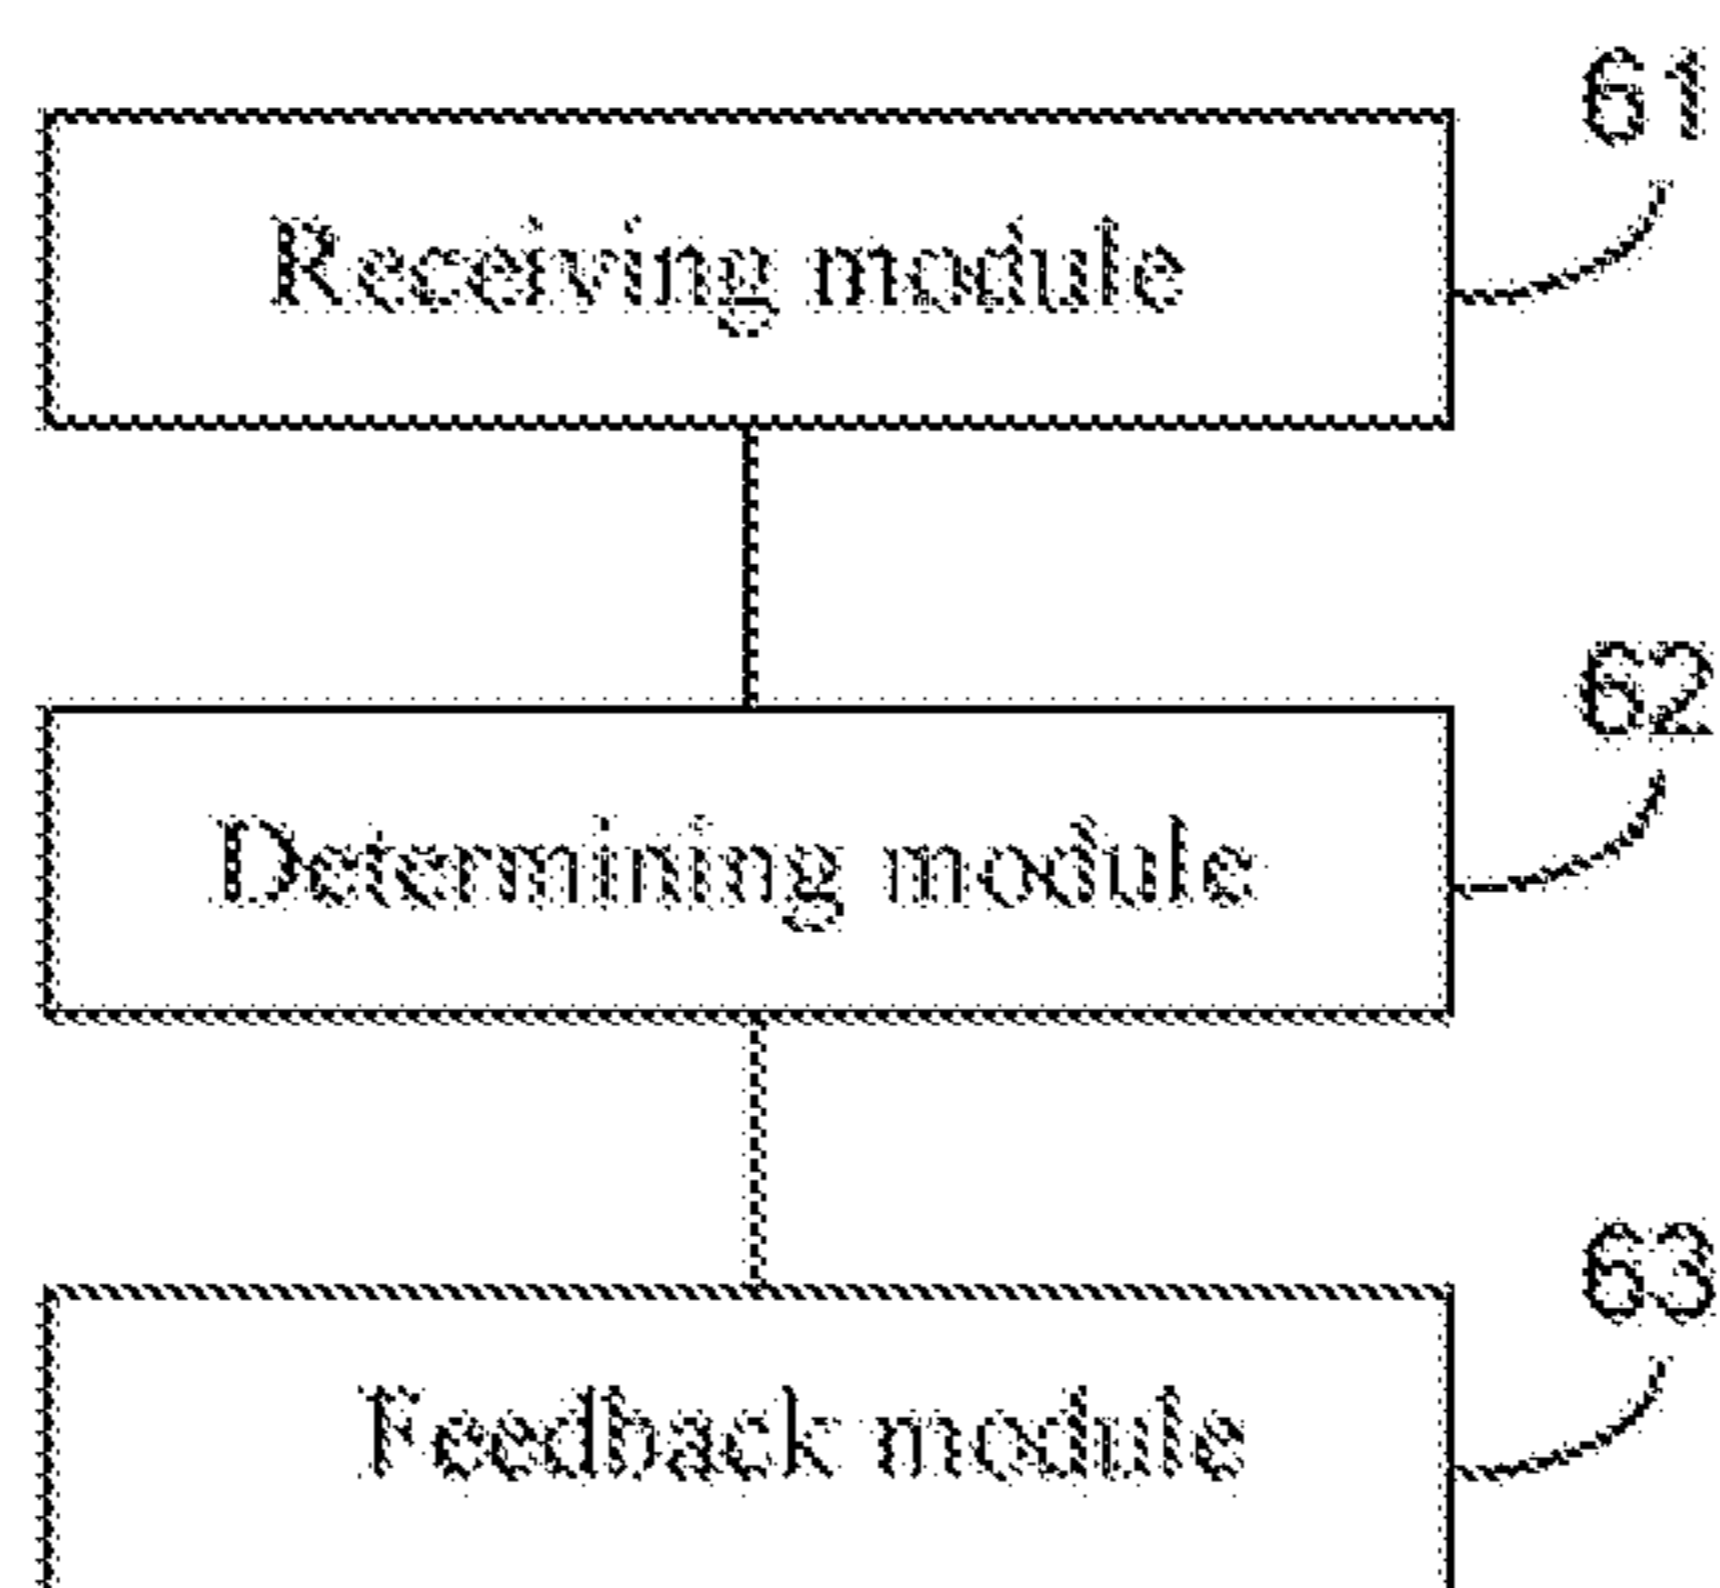 61
Receiving module
62
Determining module
63
Feedback module